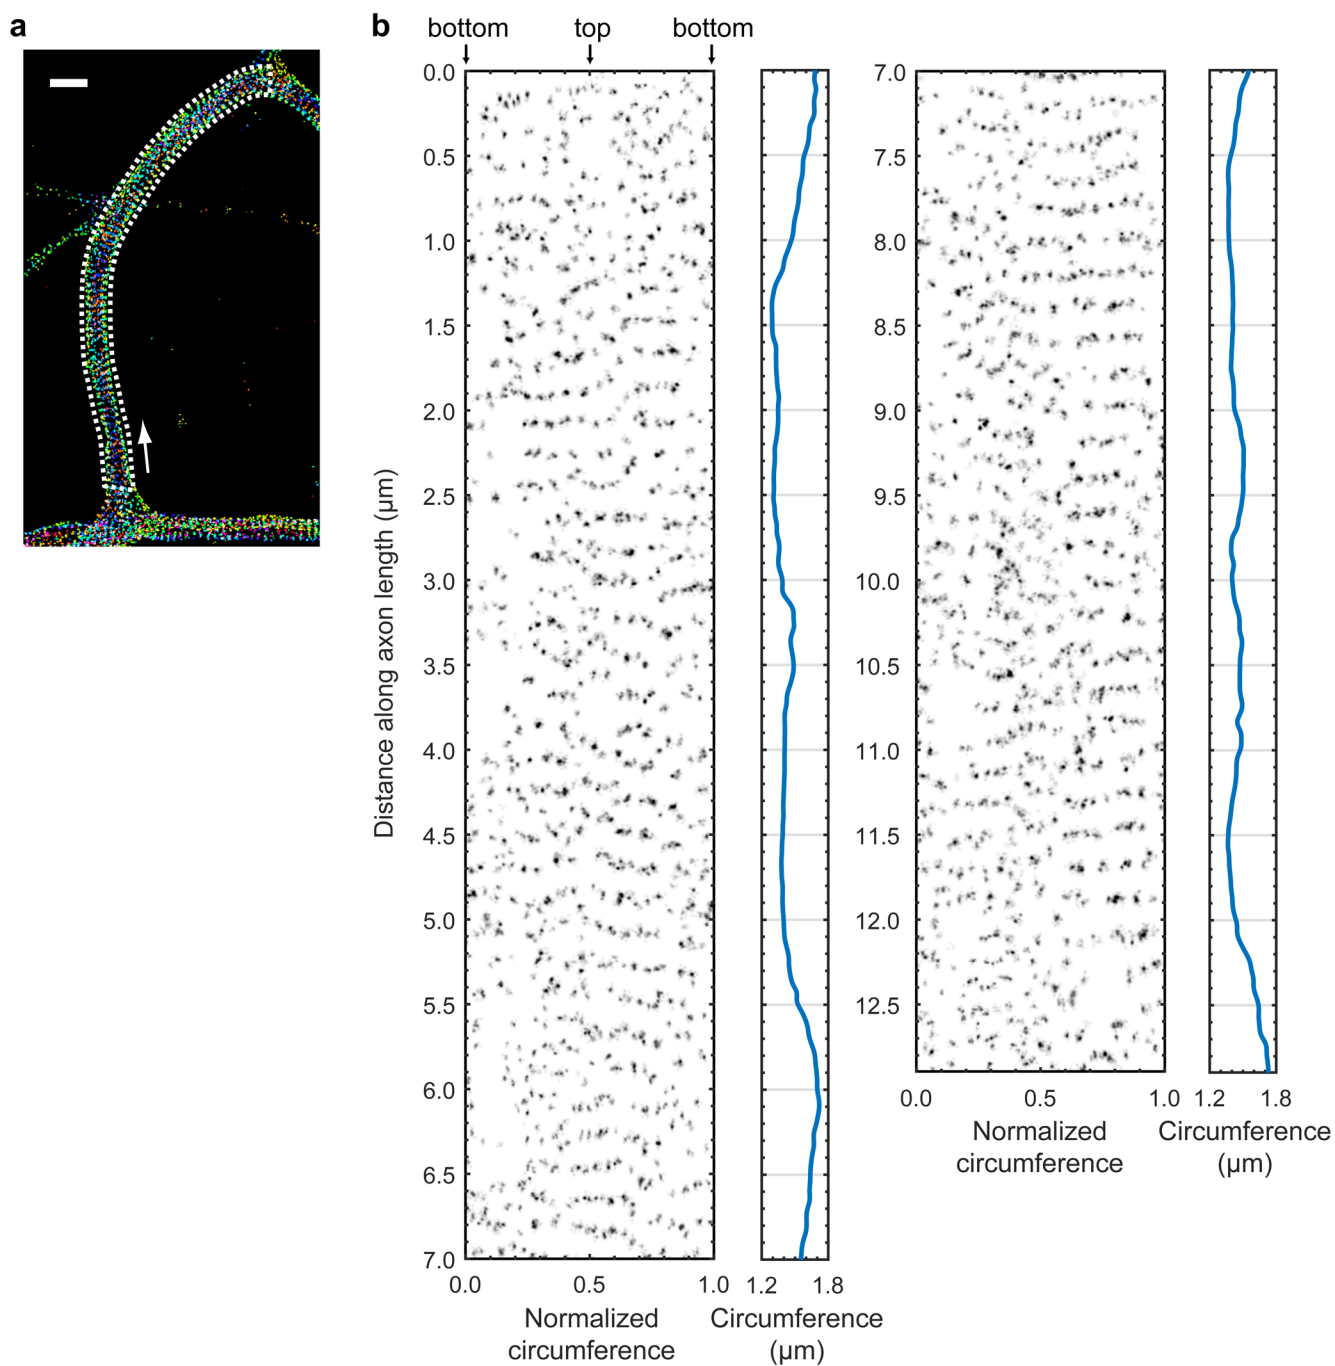 a
b
bottom top bottom
0.0
0.5
1.0
1.5
2.0
2.5
3.0
3.5
4.0
4.5
5.0
5.5
6.0
6.5
7.0
Distance along axon length (µm)
0.0 0.5 1.0
Normalized
circumference
1.2 1.8
Circumference
(µm)
7.0
7.5
8.0
8.5
9.0
9.5
10.0
10.5
11.0
11.5
12.0
12.5
0.0 0.5 1.0
Normalized
circumference
1.2 1.8
Circumference
(µm)